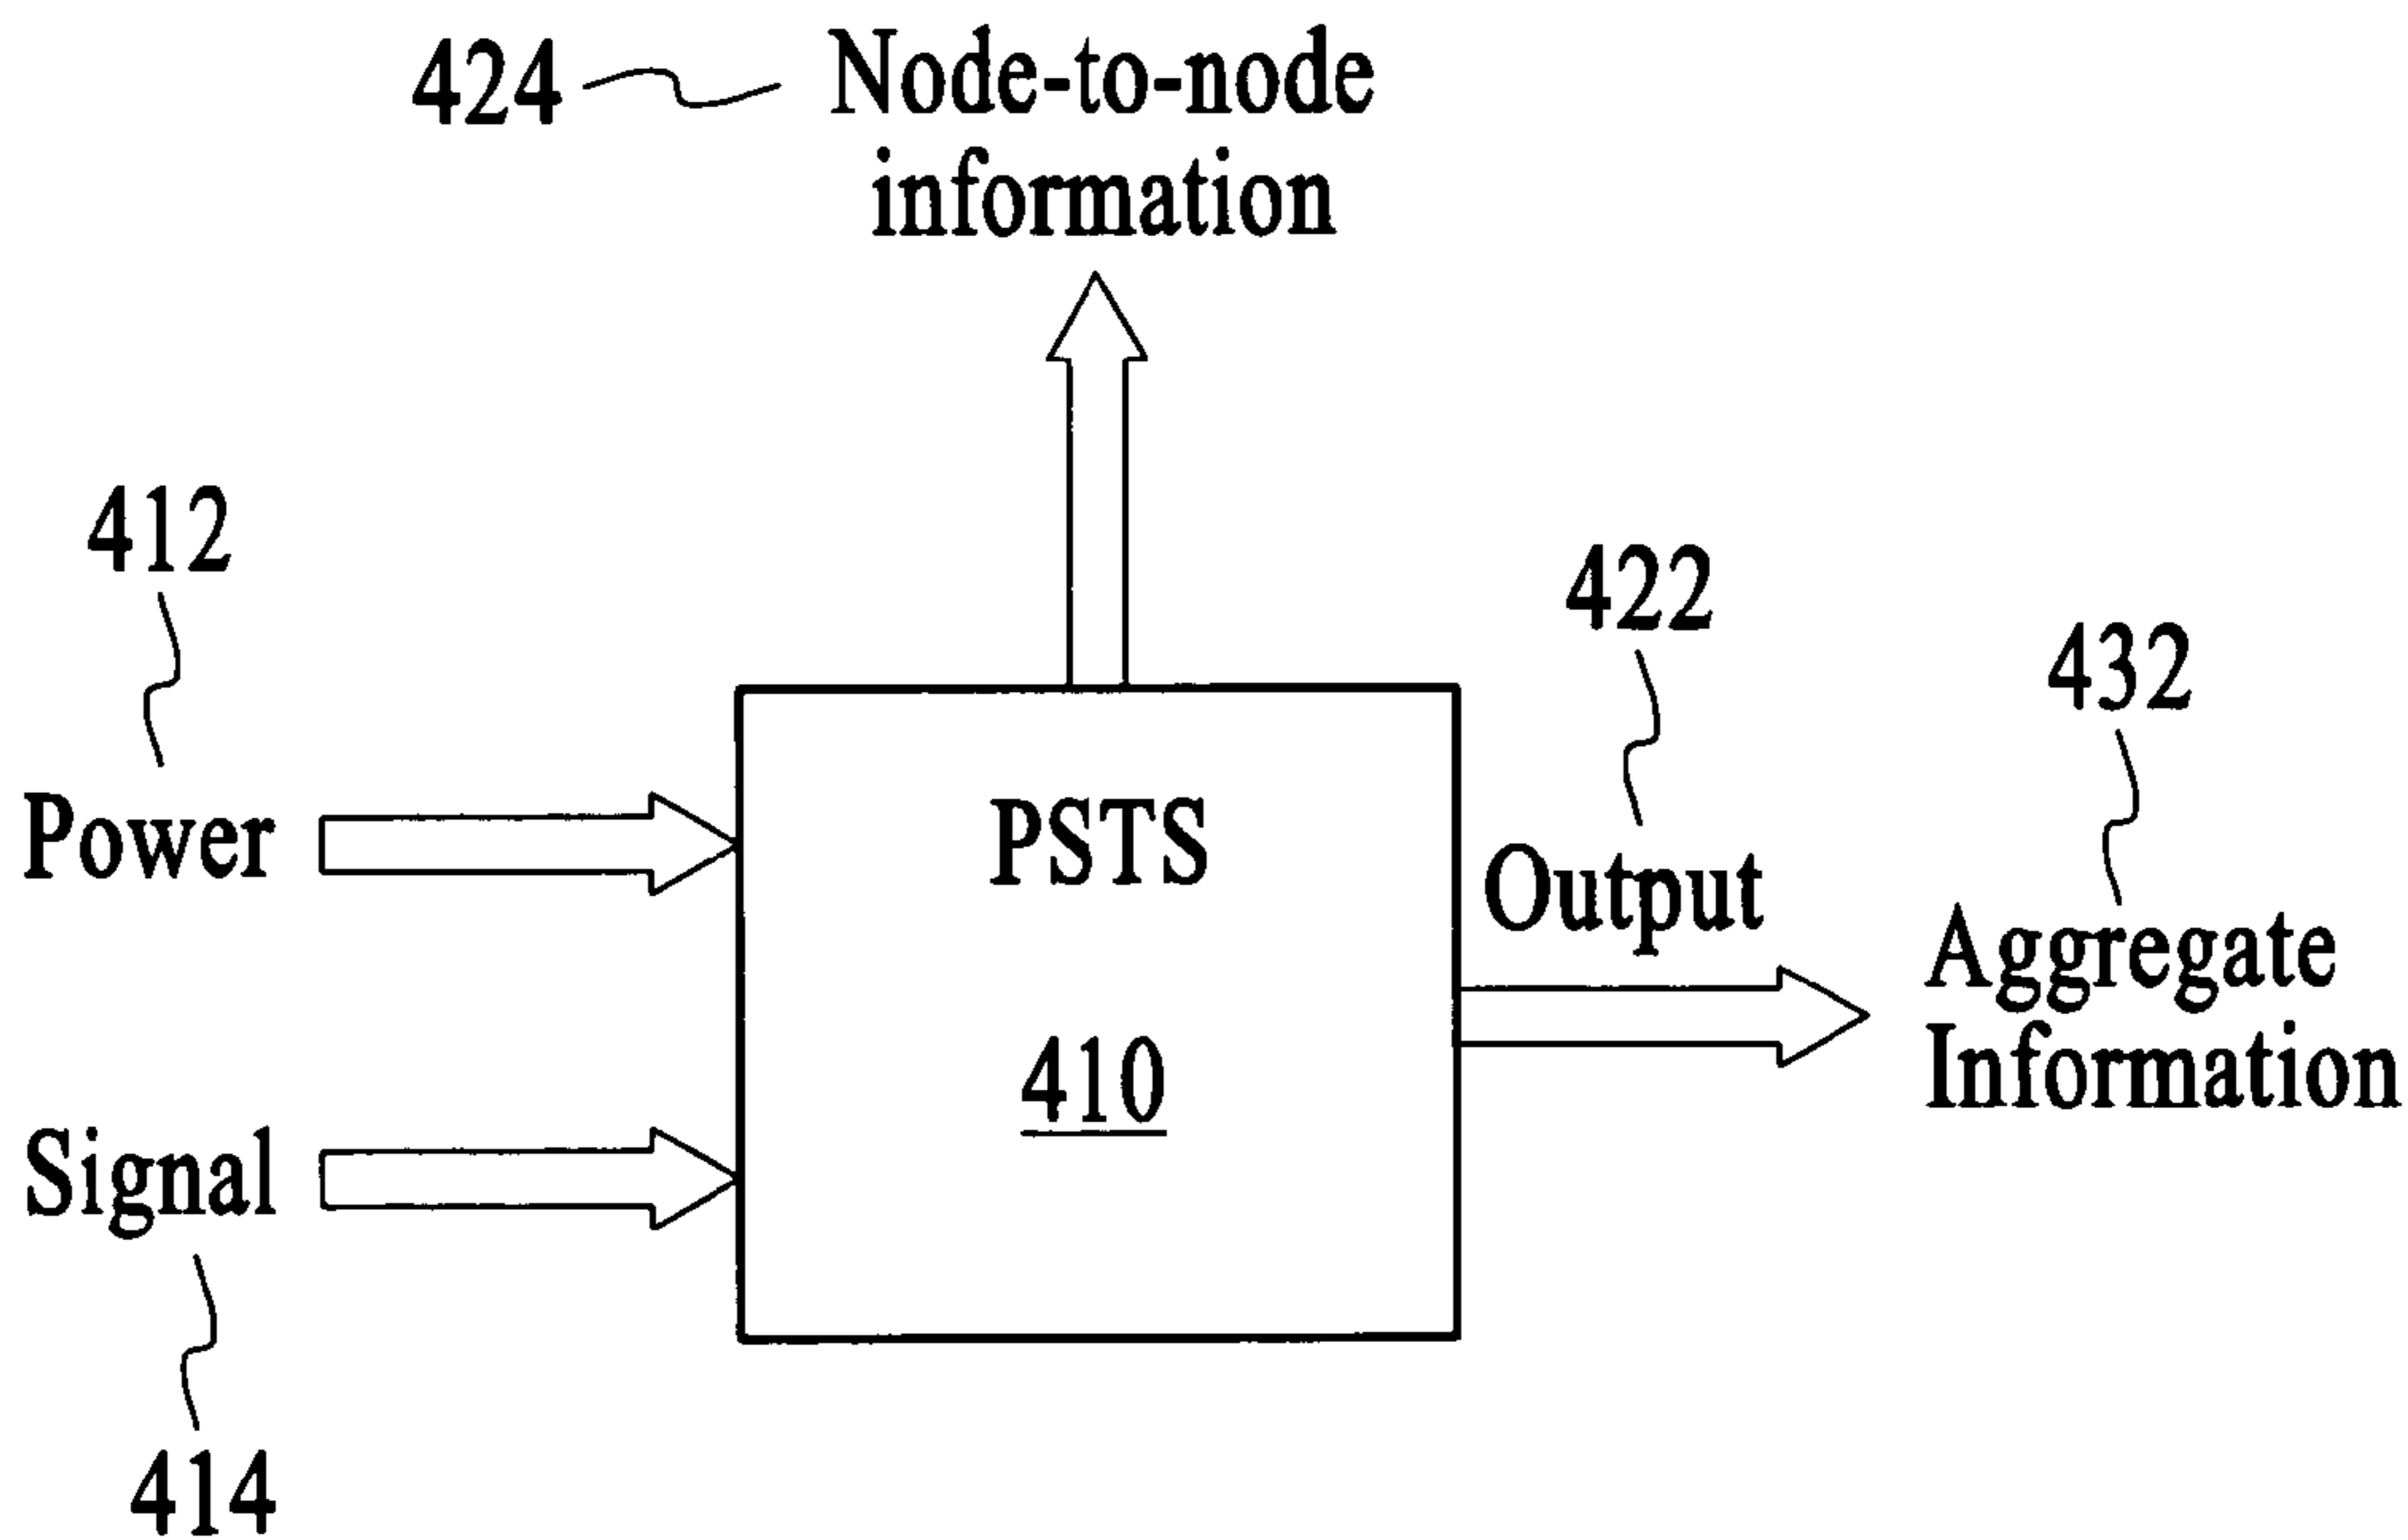 424 Node-to-node
information
412
422
432
Power
PSTS
Output
Aggregate
Information
410
Signal
414